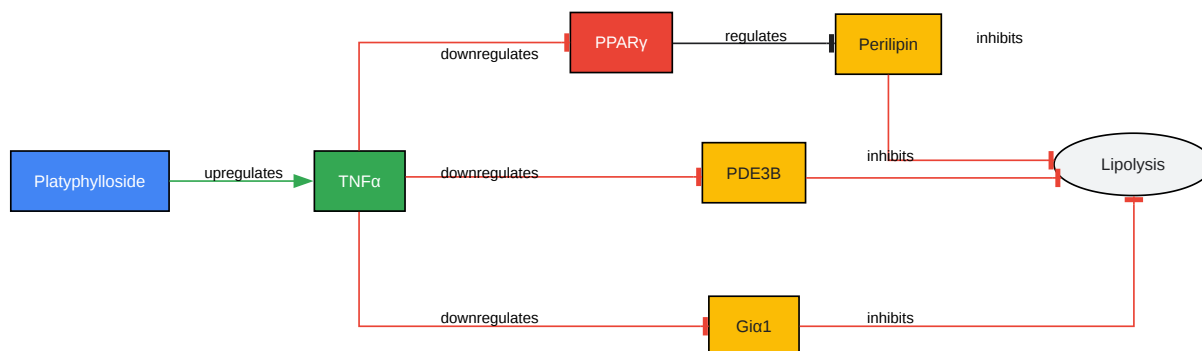 PPARγ
regulates
Perilipin
inhibits
downregulates
Platyphylloside
upregulates
TNFα
downregulates
PDE3B
inhibits
Lipolysis
downregulates
Giα1
inhibits